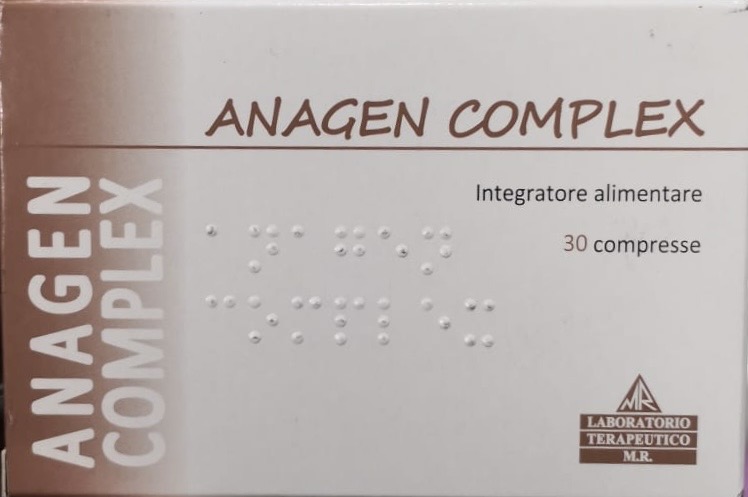 ANAGEN COMPLEX
Integratore alimentare
30 compresse
ANAGEN
COMPLEX
MR
LABORATORIO
TERAPEUTICO
M.R.